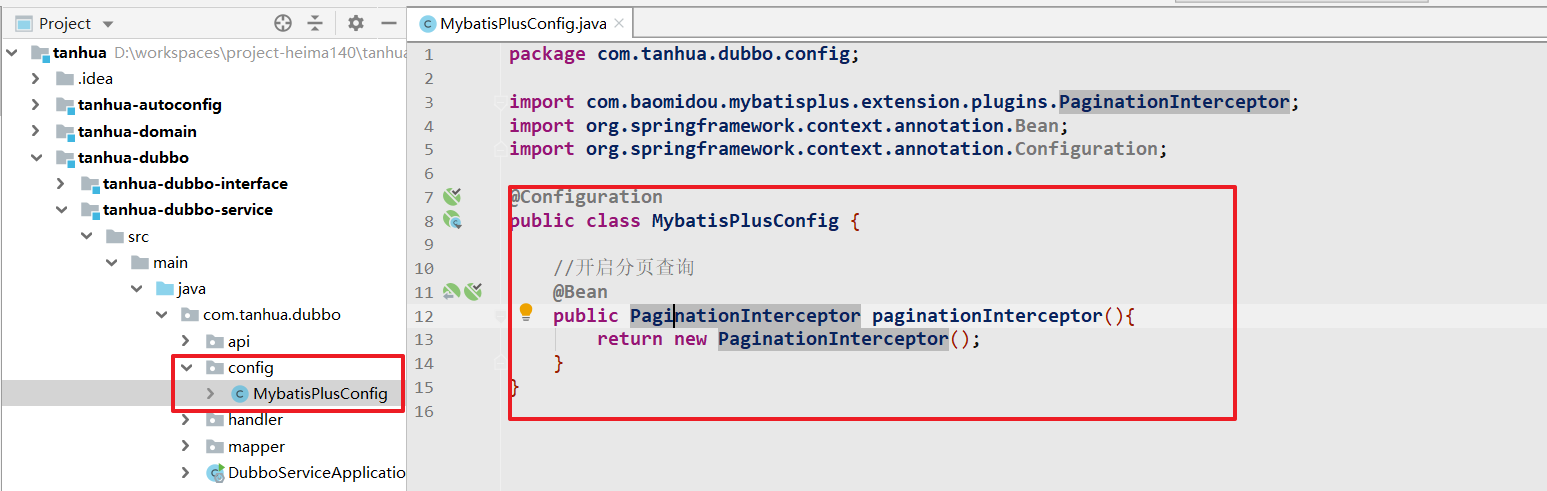 Project
tanhua D:\workspaces\project-heima140\tanhua
.idea
tanhua-autoconfig
tanhua-domain
tanhua-dubbo
tanhua-dubbo-interface
tanhua-dubbo-service
src
main
java
com.tanhua.dubbo
api
config
MybatisPlusConfig
handler
mapper
DubboServiceApplicatio
MybatisPlusConfig.java
1 package com.tanhua.dubbo.config;
2
3 import com.baomidou.mybatisplus.extension.plugins.PaginationInterceptor;
4 import org.springframework.context.annotation.Bean;
5 import org.springframework.context.annotation.Configuration;
6
7 @Configuration
8 public class MybatisPlusConfig {
9
10 //开启分页查询
11 @Bean
12 public PaginationInterceptor paginationInterceptor(){
13 return new PaginationInterceptor();
14 }
15 }
16